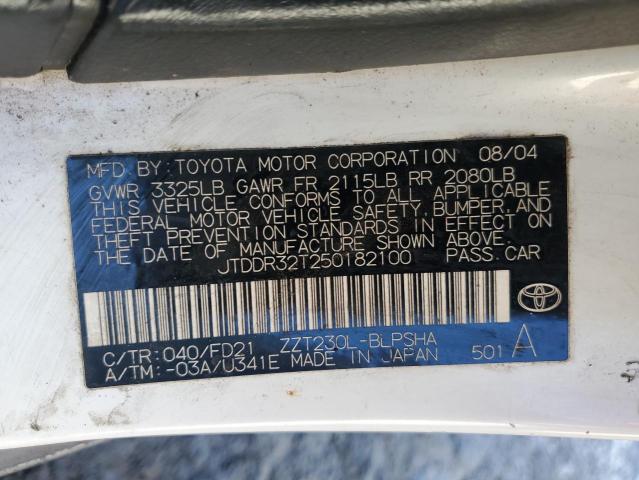 MFD. BY: TOYOTA MOTOR CORPORATION 08/04
GVWR 3325LB GAWR FR 2115LB RR 2080LB
THIS VEHICLE CONFORMS TO ALL APPLICABLE
FEDERAL MOTOR VEHICLE SAFETY, BUMPER, AND
THEFT PREVENTION STANDARDS IN EFFECT ON
THE DATE OF MANUFACTURE SHOWN ABOVE.
JTDDR32T250182100 PASS. CAR
C/TR: 040/FD21 ZZT230L-BLPSHA
A/TM: -03A/U341E MADE IN JAPAN 501 A